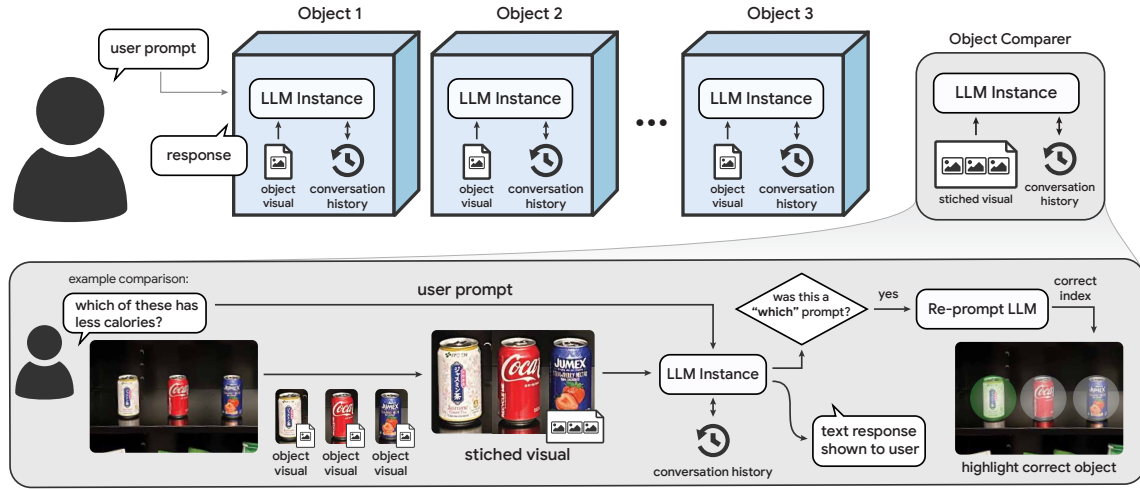 Object 1
Object 2
Object 3
Object Comparer
user prompt
response
LLM Instance
object
visual
conversation
history
LLM Instance
object
visual
conversation
history
LLM Instance
object
visual
conversation
history
LLM Instance
stiched visual
conversation
history
example comparison:
which of these has
less calories?
user prompt
object
visual
object
visual
object
visual
Coca
JUMEX
stiched visual
LLM Instance
conversation history
was this a
“which” prompt?
yes
Re-prompt LLM
correct
index
text response
shown to user
highlight correct object